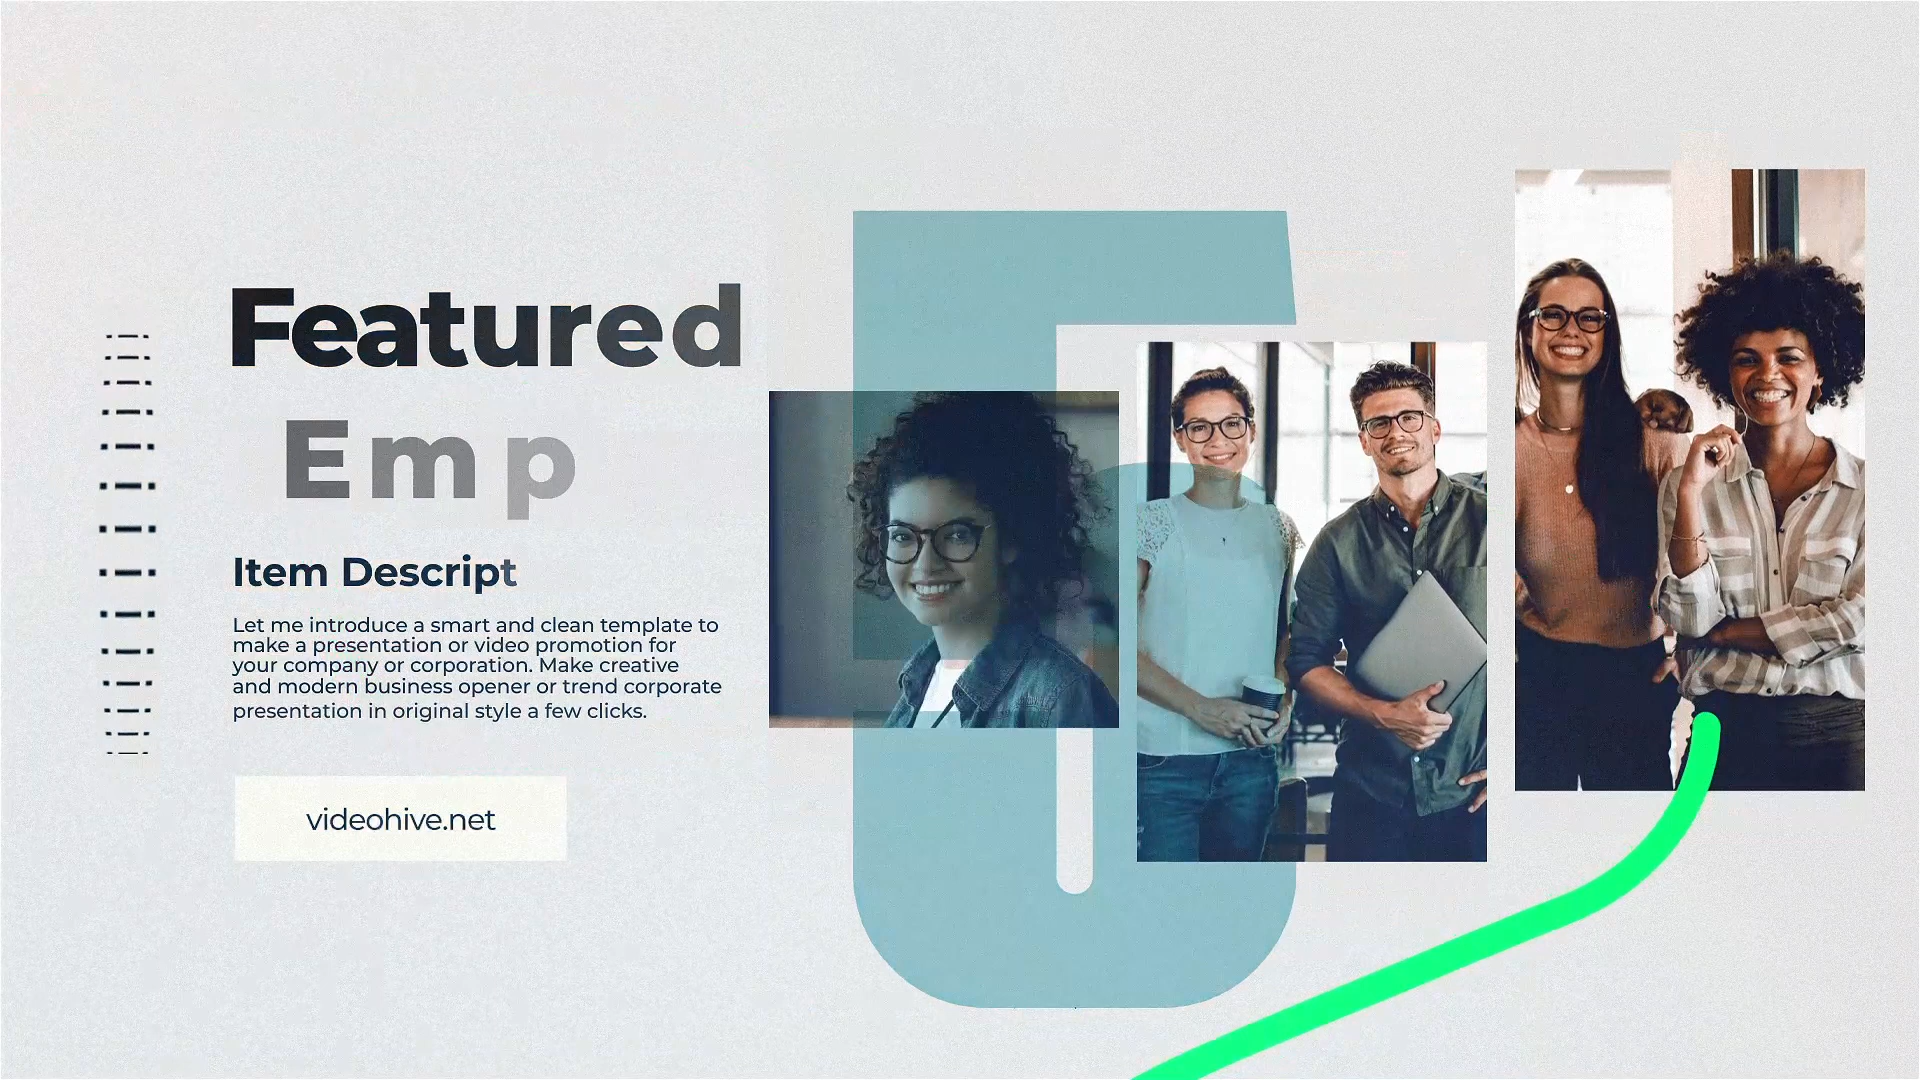 Featured
Emp
Item Descript
Let me introduce a smart and clean template to
make a presentation or video promotion for
your company or corporation. Make creative
and modern business opener or trend corporate
presentation in original style a few clicks.
videohive.net